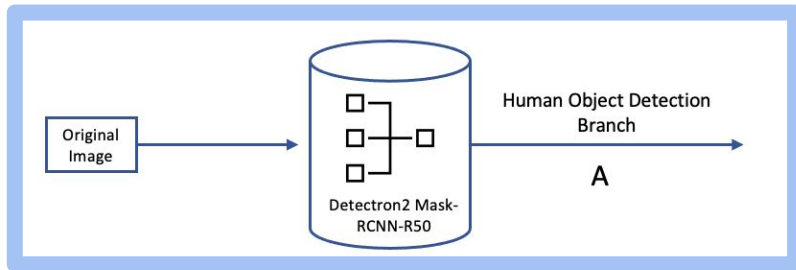 Original
Image
Detectron2 Mask-
RCNN-R50
Human Object Detection
Branch
A